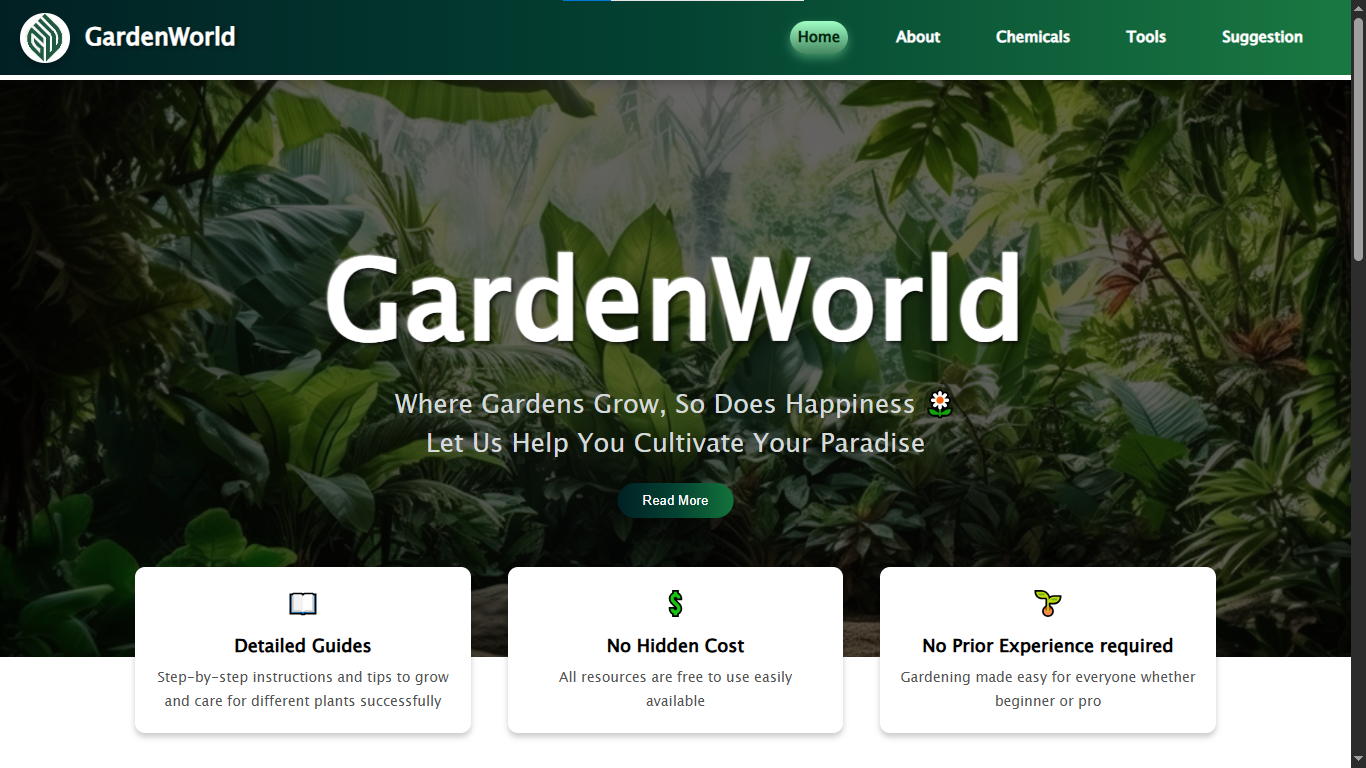 GardenWorld
Home About Chemicals Tools Suggestion
GardenWorld
Where Gardens Grow, So Does Happiness
Let Us Help You Cultivate Your Paradise
Read More
Detailed Guides
Step-by-step instructions and tips to grow
and care for different plants successfully
No Hidden Cost
All resources are free to use easily
available
No Prior Experience required
Gardening made easy for everyone whether
beginner or pro